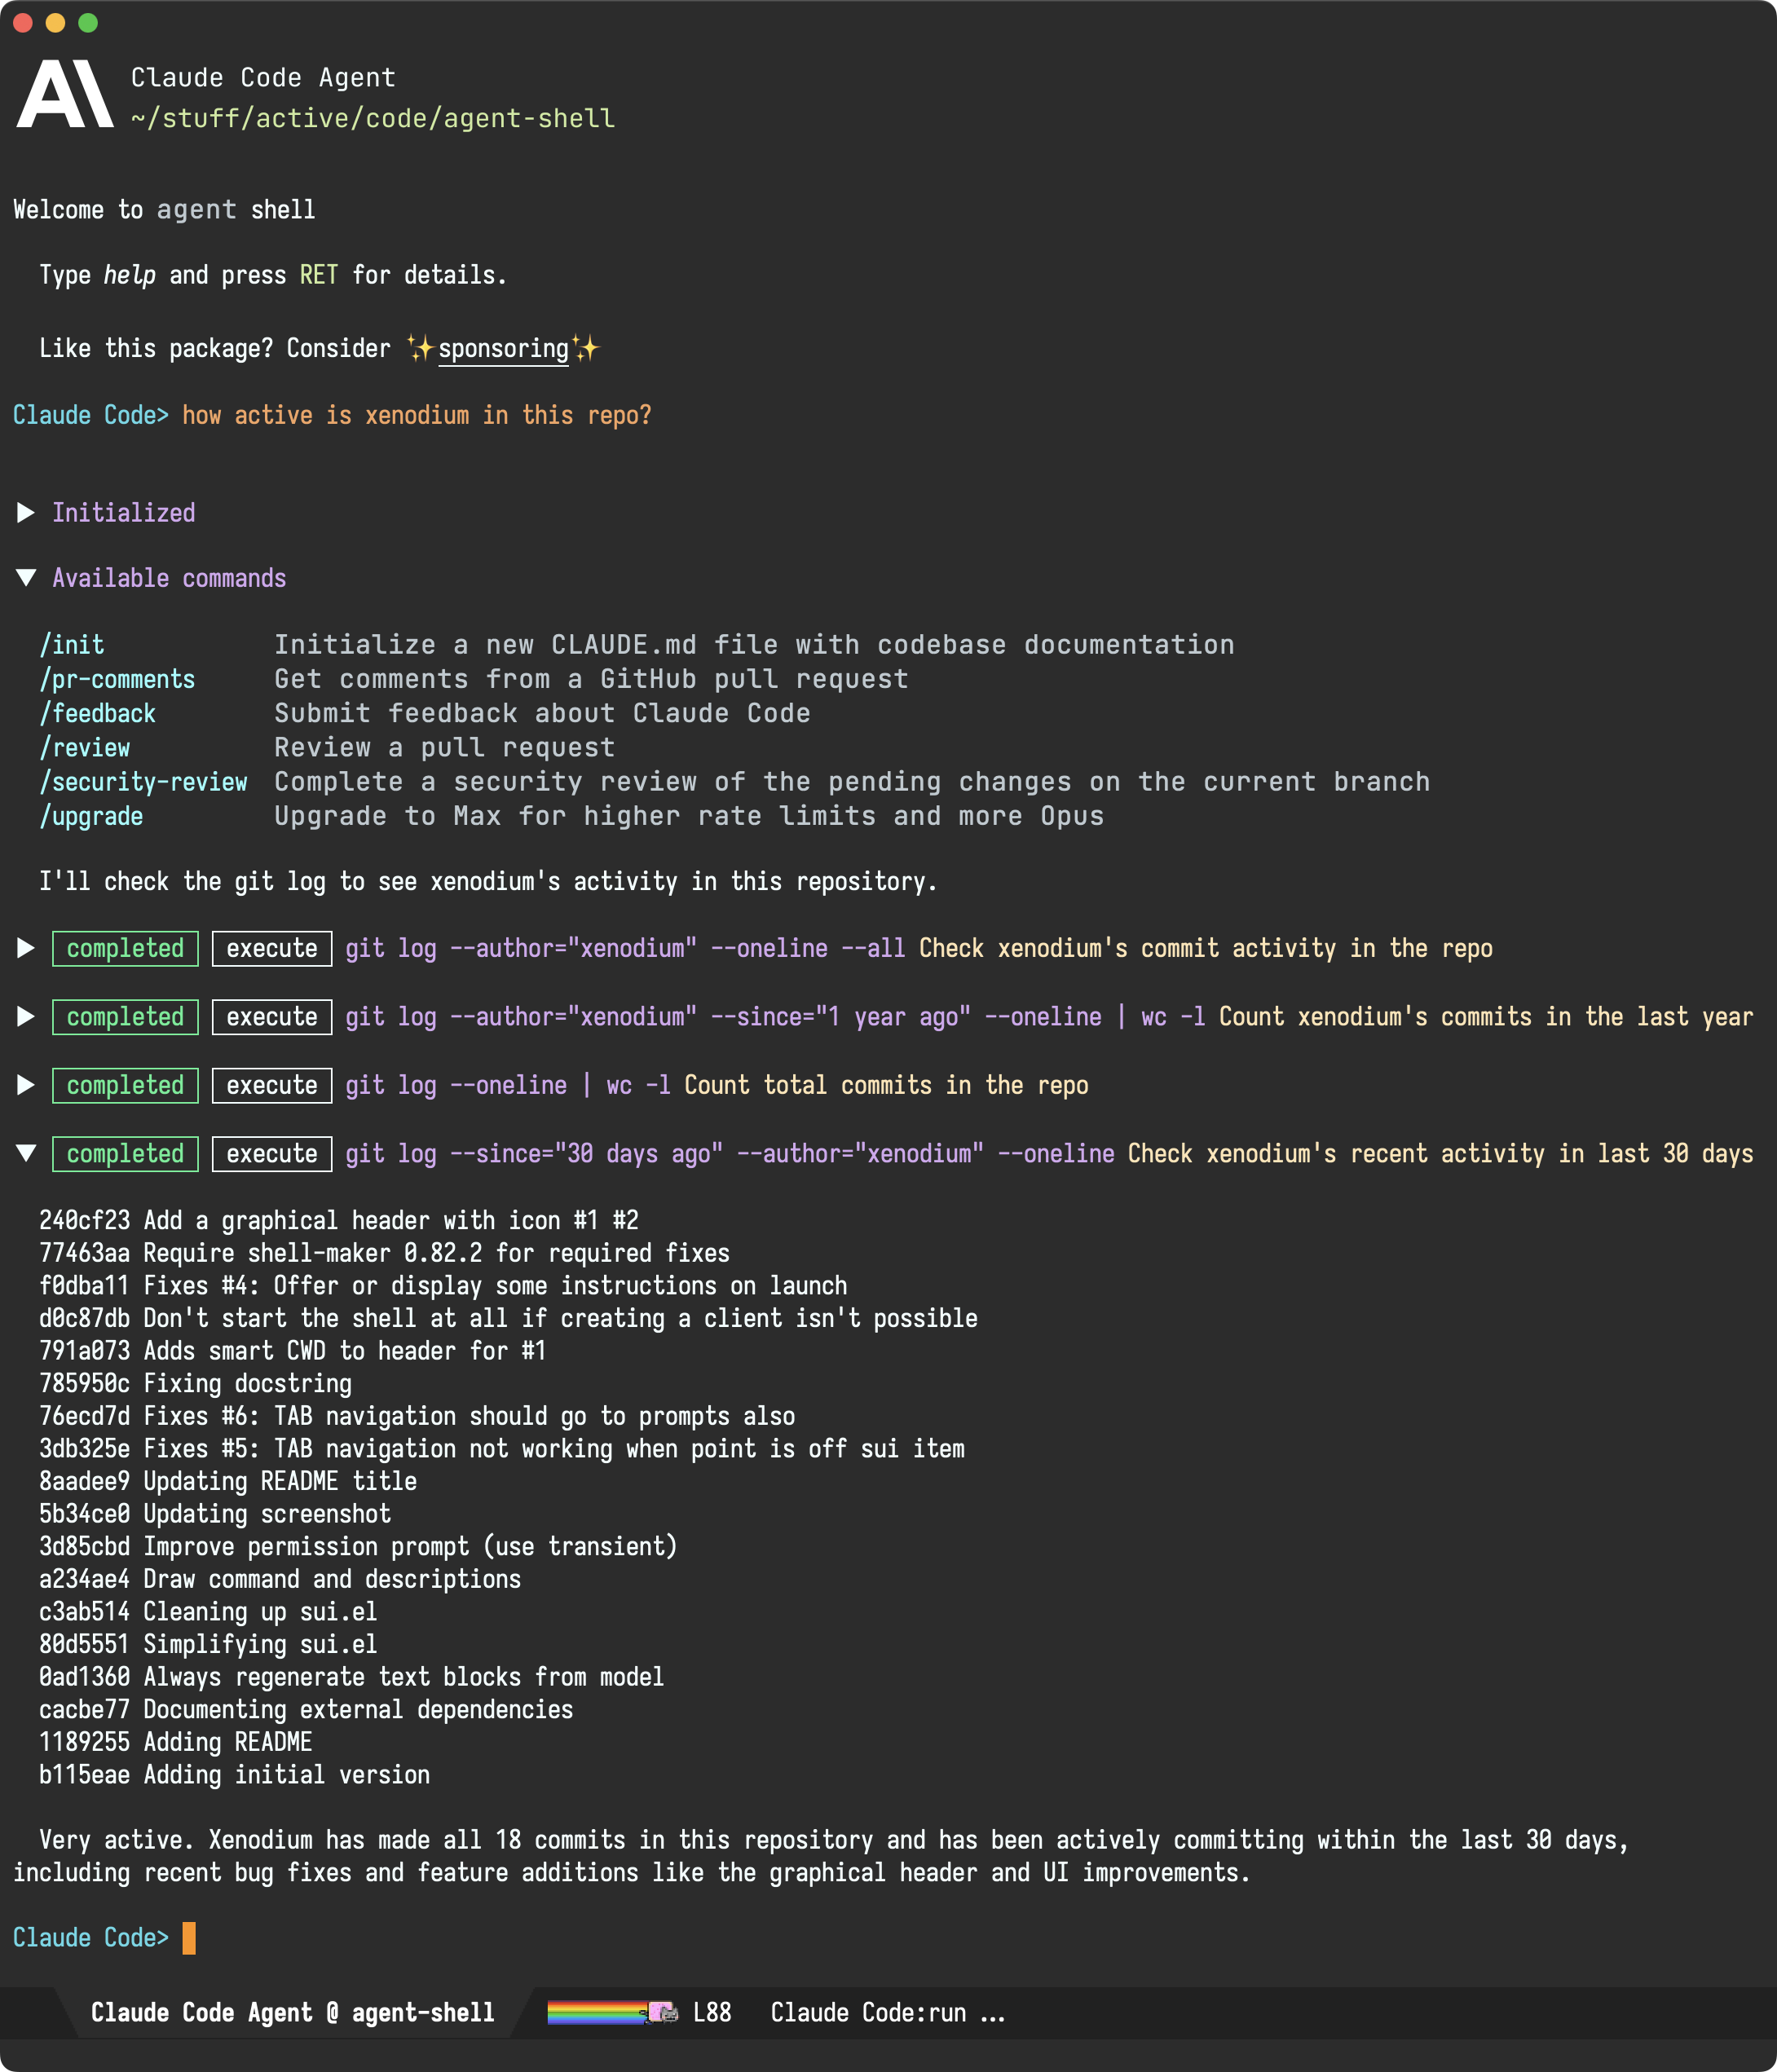 Claude Code Agent
~/stuff/active/code/agent-shell
Welcome to agent shell
Type help and press RET for details.
Like this package? Consider ✨sponsoring✨
Claude Code> how active is xenodium in this repo?
▶ Initialized
▼ Available commands
/init Initialize a new CLAUDE.md file with codebase documentation
/pr-comments Get comments from a GitHub pull request
/feedback Submit feedback about Claude Code
/review Review a pull request
/security-review Complete a security review of the pending changes on the current branch
/upgrade Upgrade to Max for higher rate limits and more Opus
I'll check the git log to see xenodium's activity in this repository.
▶ completed execute git log --author="xenodium" --oneline --all Check xenodium's commit activity in the repo
▶ completed execute git log --author="xenodium" --since="1 year ago" --oneline | wc -l Count xenodium's commits in the last year
▶ completed execute git log --oneline | wc -l Count total commits in the repo
▼ completed execute git log --since="30 days ago" --author="xenodium" --oneline Check xenodium's recent activity in last 30 days
240cf23 Add a graphical header with icon #1 #2
77463aa Require shell-maker 0.82.2 for required fixes
f0dba11 Fixes #4: Offer or display some instructions on launch
d0c87db Don't start the shell at all if creating a client isn't possible
791a073 Adds smart CWD to header for #1
785950c Fixing docstring
76ecd7d Fixes #6: TAB navigation should go to prompts also
3db325e Fixes #5: TAB navigation not working when point is off sui item
8aadee9 Updating README title
5b34ce0 Updating screenshot
3d85cbd Improve permission prompt (use transient)
a234ae4 Draw command and descriptions
c3ab514 Cleaning up sui.el
80d5551 Simplifying sui.el
0ad1360 Always regenerate text blocks from model
cacbe77 Documenting external dependencies
1189255 Adding README
b115eae Adding initial version
Very active. Xenodium has made all 18 commits in this repository and has been actively committing within the last 30 days,
including recent bug fixes and feature additions like the graphical header and UI improvements.
Claude Code>
Claude Code Agent @ agent-shell L88 Claude Code:run ...